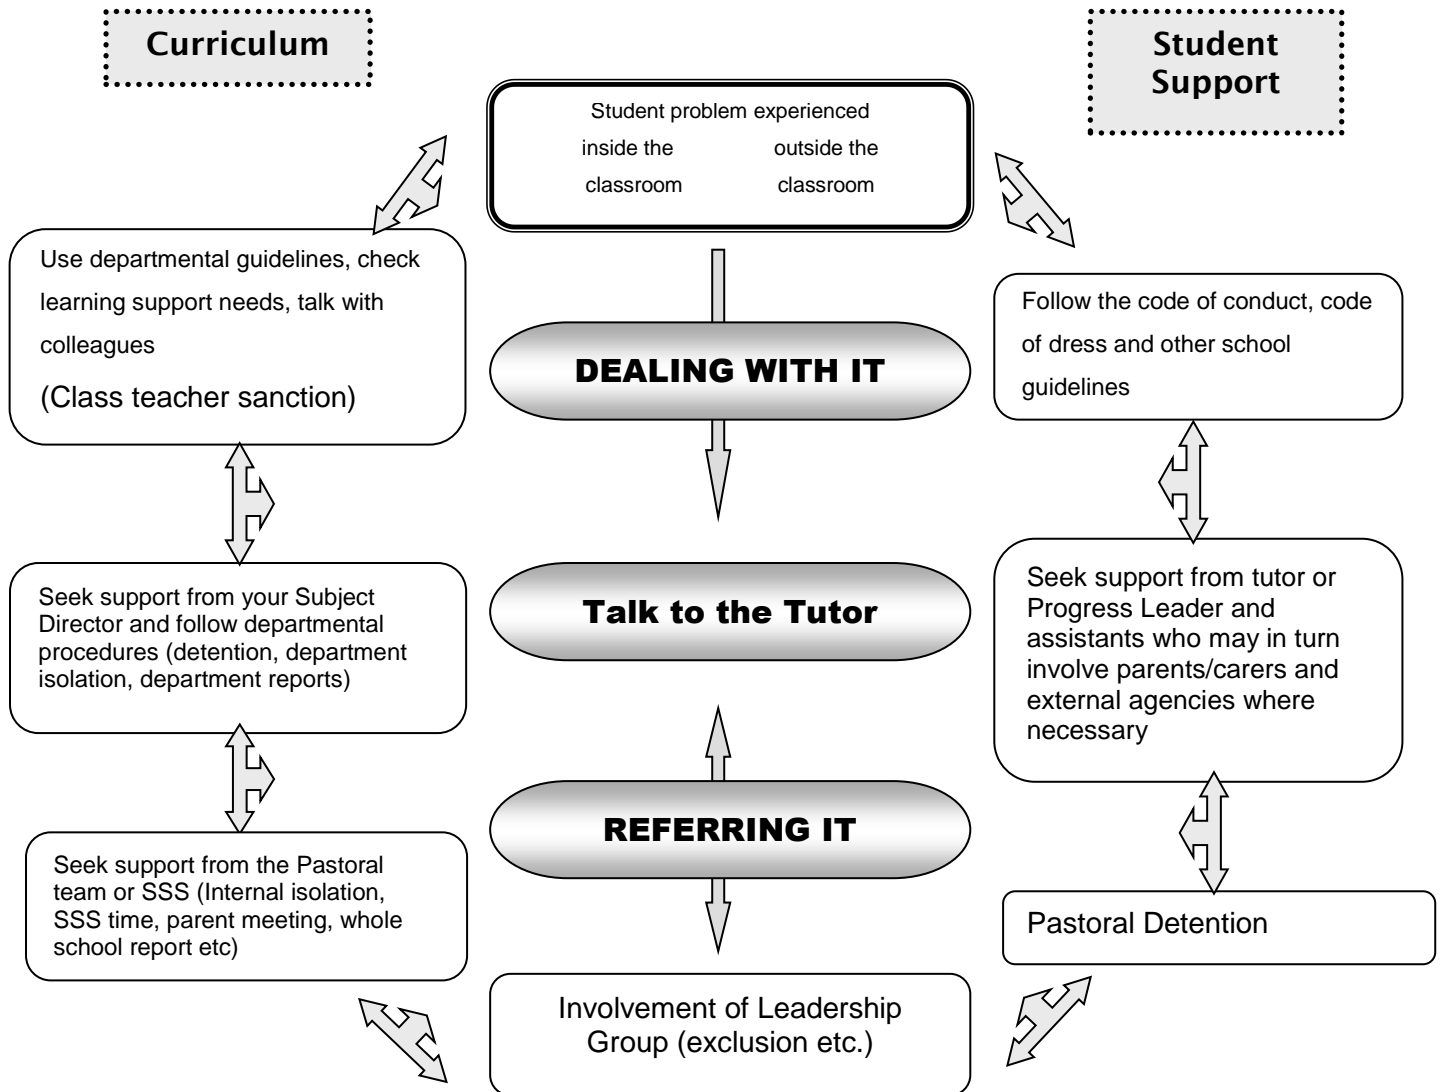 Curriculum
Student
Support
Student problem experienced
inside the outside the
classroom classroom
Use departmental guidelines, check
learning support needs, talk with
colleagues
(Class teacher sanction)
DEALING WITH IT
Follow the code of conduct, code
of dress and other school
guidelines
Seek support from your Subject
Director and follow departmental
procedures (detention, department
isolation, department reports)
Talk to the Tutor
Seek support from tutor or
Progress Leader and
assistants who may in turn
involve parents/carers and
external agencies where
necessary
REFERRING IT
Seek support from the Pastoral
team or SSS (Internal isolation,
SSS time, parent meeting, whole
school report etc)
Pastoral Detention
Involvement of Leadership
Group (exclusion etc.)